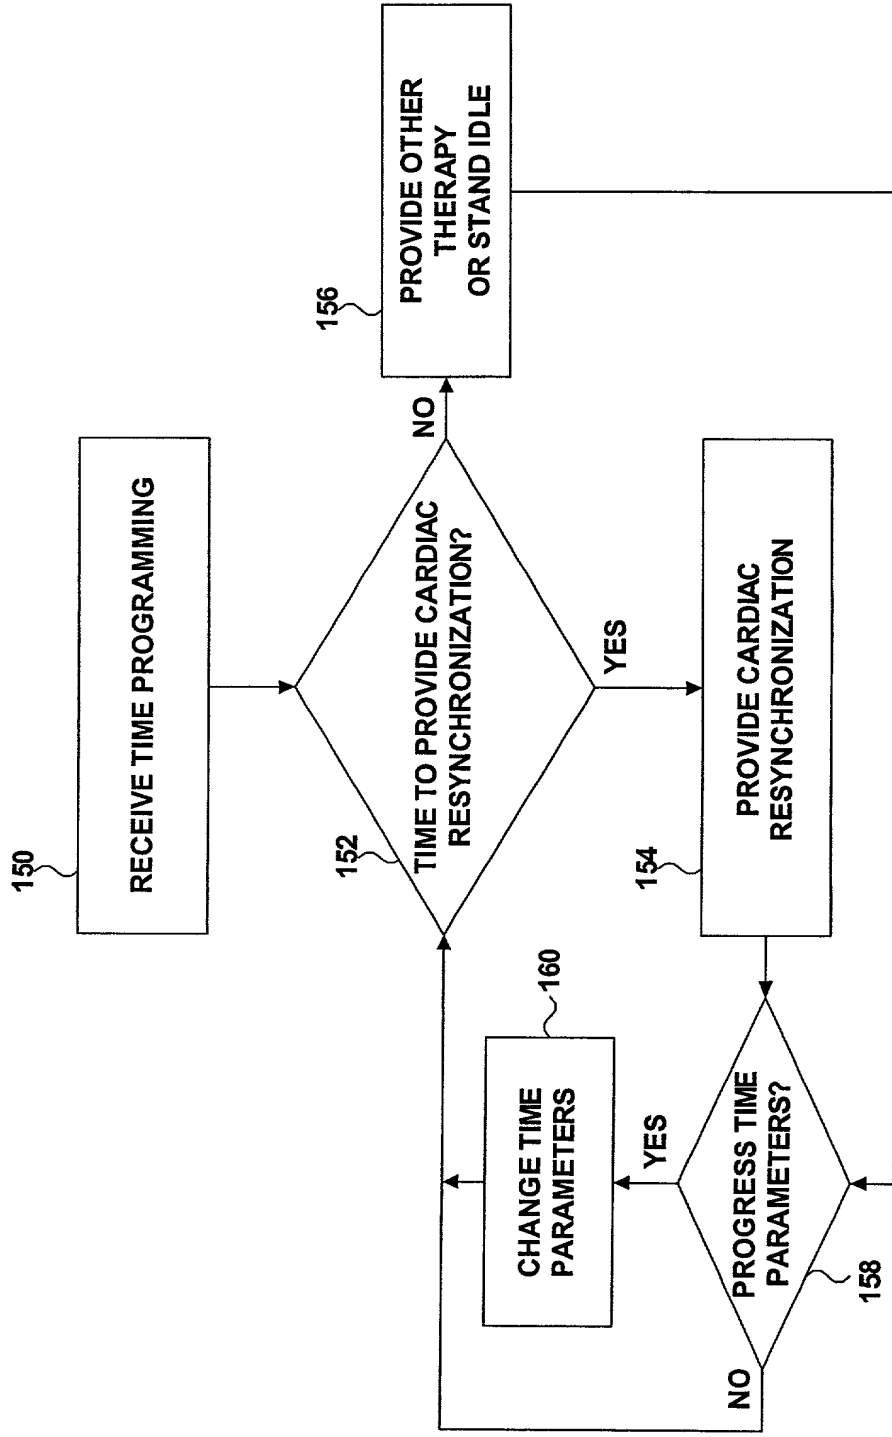 150
RECEIVE TIME PROGRAMMING
152
TIME TO PROVIDE CARDIAC
RESYNCHRONIZATION?
NO
156
PROVIDE OTHER
THERAPY
OR STAND IDLE
YES
154
PROVIDE CARDIAC
RESYNCHRONIZATION
160
CHANGE TIME
PARAMETERS
YES
PROGRESS TIME
PARAMETERS?
NO
158